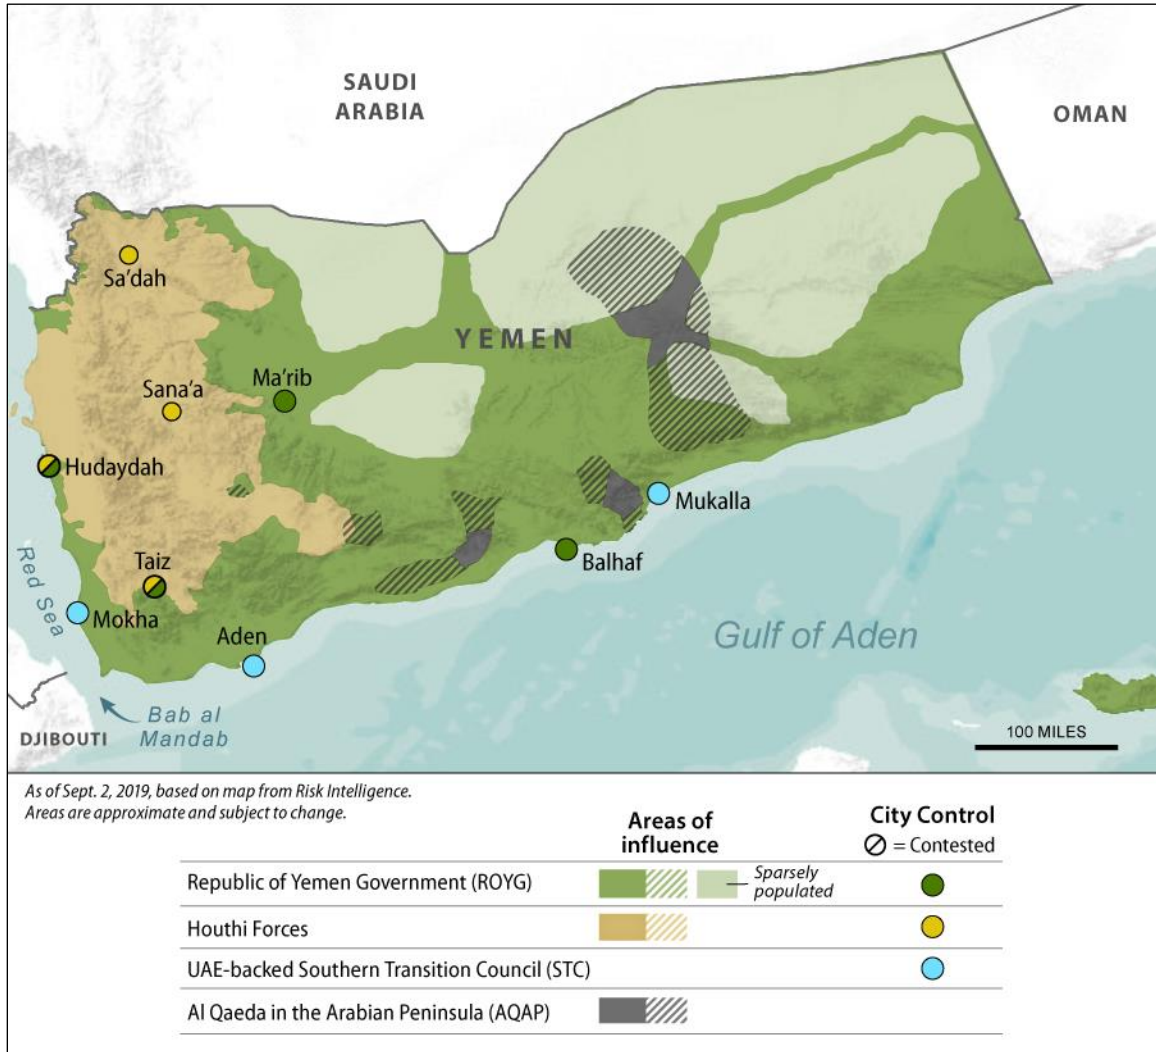 SAUDI
ARABIA
OMAN
Sa'dah
YEMEN
Ma'rib
Sana'a
Hudaydah
Mukalla
Taiz
Balhaf
Red Sea
Mokha
Aden
Gulf of Aden
Bab al
Mandab
DJIBOUTI
100 MILES
As of Sept. 2, 2019, based on map from Risk Intelligence.
Areas are approximate and subject to change.
Areas of
influence
City Control
= Contested
Republic of Yemen Government (ROYG)
Sparsely
populated
Houthi Forces
UAE-backed Southern Transition Council (STC)
Al Qaeda in the Arabian Peninsula (AQAP)